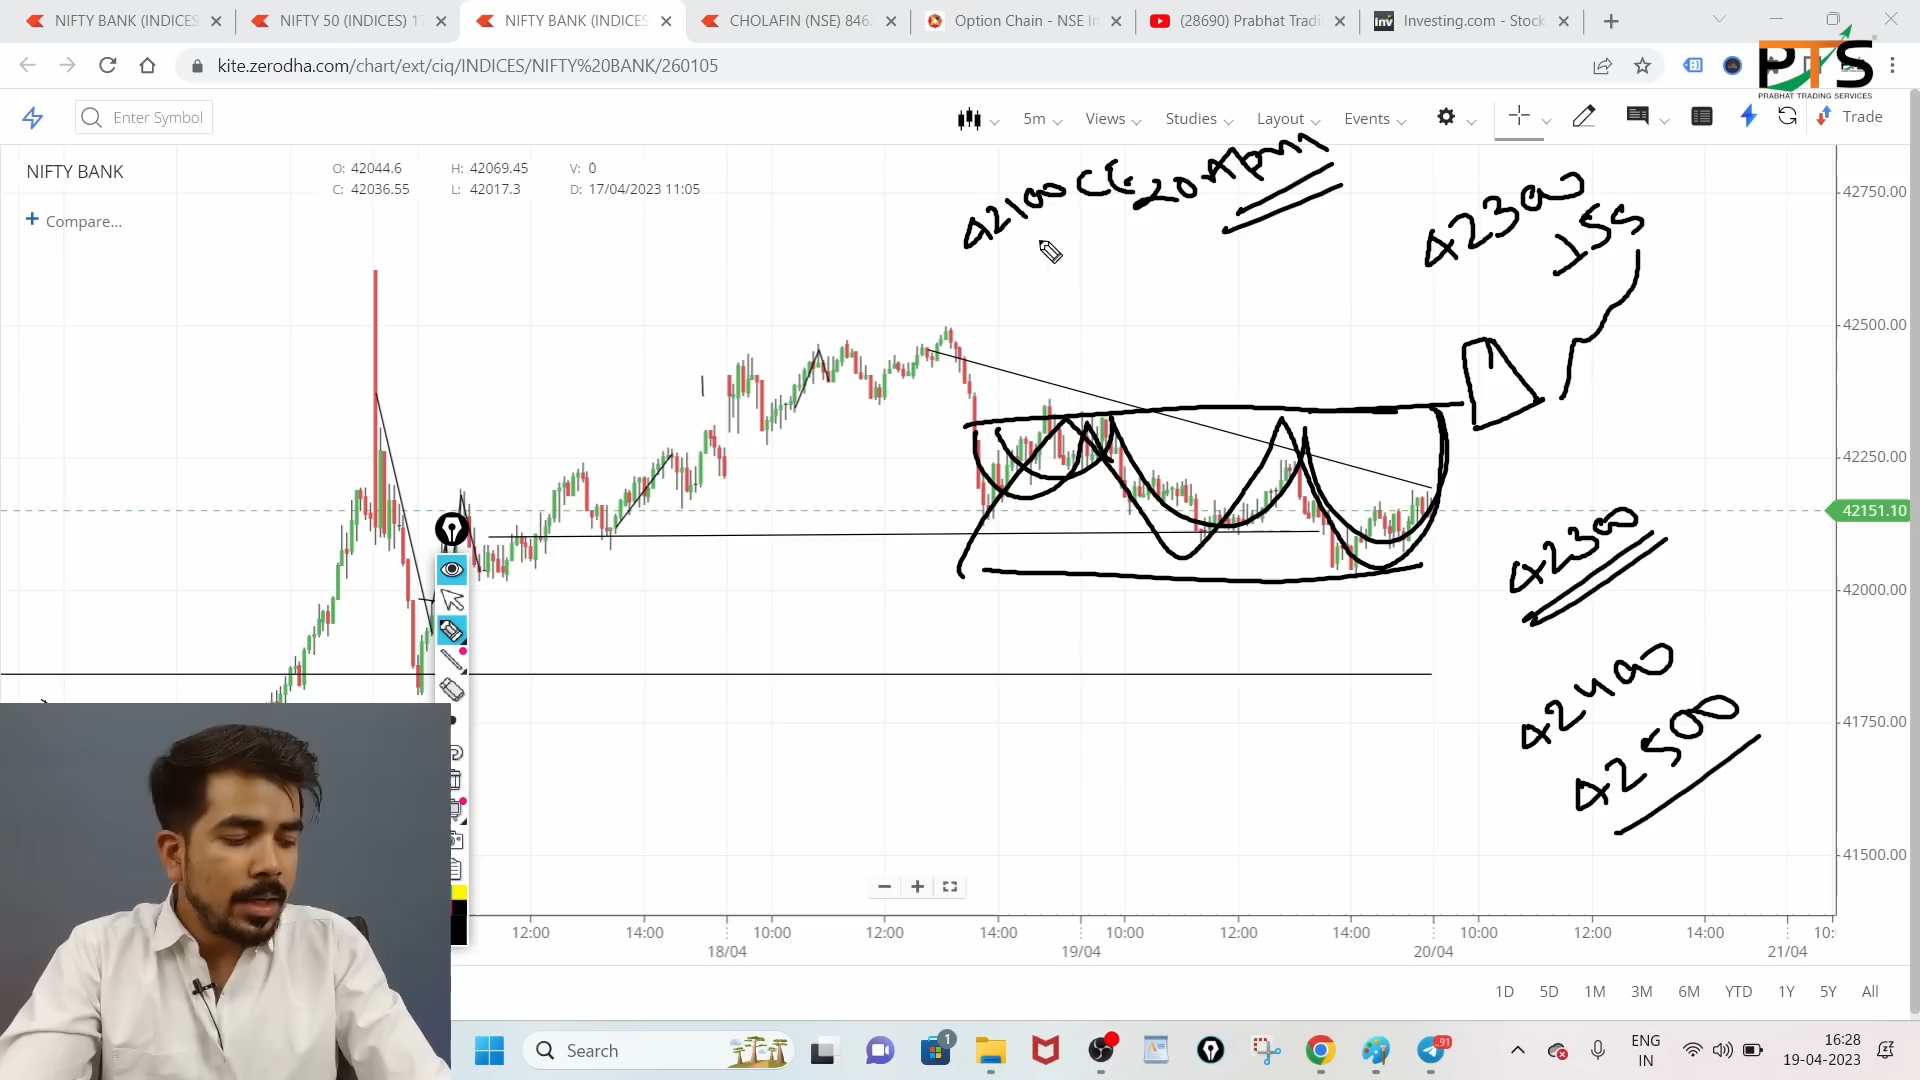 NIFTY BANK (INDICES
NIFTY 50 (INDICES) 17
NIFTY BANK (INDICES
CHOLAFIN (NSE) 846.
Option Chain - NSE In
(28690) Prabhat Tradi
Investing.com - Stock
kite.zerodha.com/chart/ext/ciq/INDICES/NIFTY%20BANK/260105
PTS
PRABHAT TRADING SERVICES
Enter Symbol
5m
Views
Studies
Layout
Events
Trade
NIFTY BANK
O: 42044.6 H: 42069.45 V: 0
C: 42036.55 L: 42017.3 D: 17/04/2023 11:05
Compare...
42100 CE 20 April
42300
155
42300
42400
42500
42750.00
42500.00
42250.00
42151.10
42000.00
41750.00
41500.00
12:00 14:00 10:00 12:00 14:00 10:00 12:00 14:00 10:00 12:00 14:00 10:
18/04 19/04 20/04 21/04
1D 5D 1M 3M 6M YTD 1Y 5Y All
Search
1
91
ENG
IN
16:28
19-04-2023